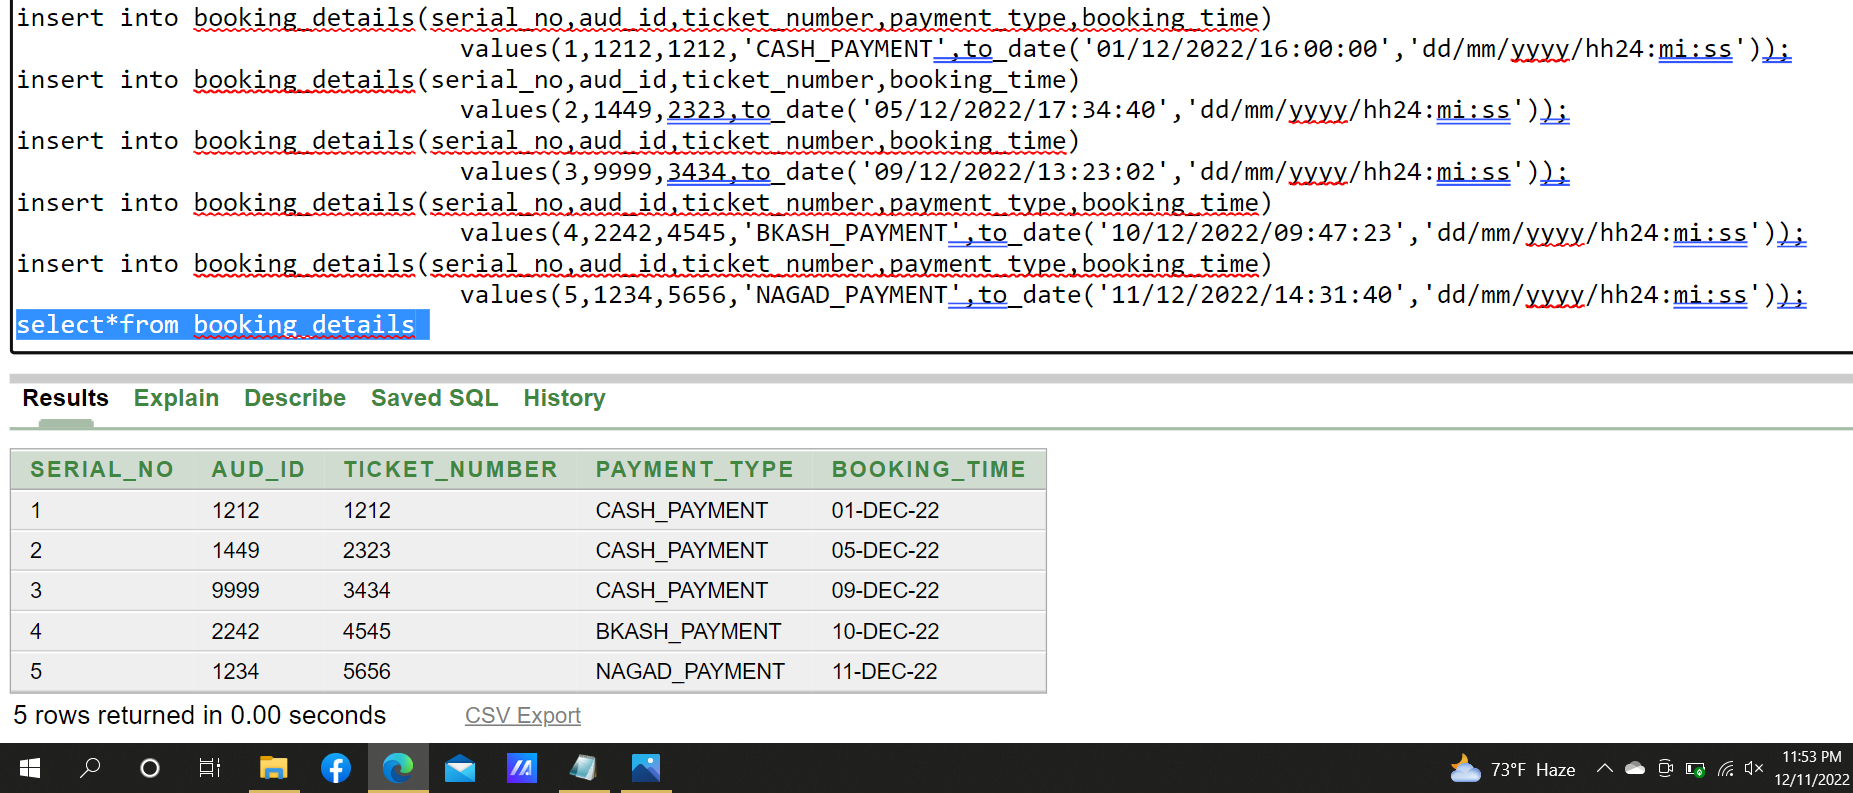 insert into booking_details(serial_no,aud_id,ticket_number,payment_type,booking_time)
values(1,1212,1212,'CASH_PAYMENT',to_date('01/12/2022/16:00:00','dd/mm/yyyy/hh24:mi:ss'));
insert into booking_details(serial_no,aud_id,ticket_number,booking_time)
values(2,1449,2323,to_date('05/12/2022/17:34:40','dd/mm/yyyy/hh24:mi:ss'));
insert into booking_details(serial_no,aud_id,ticket_number,booking_time)
values(3,9999,3434,to_date('09/12/2022/13:23:02','dd/mm/yyyy/hh24:mi:ss'));
insert into booking_details(serial_no,aud_id,ticket_number,payment_type,booking_time)
values(4,2242,4545,'BKASH_PAYMENT',to_date('10/12/2022/09:47:23','dd/mm/yyyy/hh24:mi:ss'));
insert into booking_details(serial_no,aud_id,ticket_number,payment_type,booking_time)
values(5,1234,5656,'NAGAD_PAYMENT',to_date('11/12/2022/14:31:40','dd/mm/yyyy/hh24:mi:ss'));
select*from booking_details
Results Explain Describe Saved SQL History
SERIAL_NO AUD_ID TICKET_NUMBER PAYMENT_TYPE BOOKING_TIME
1 1212 1212 CASH_PAYMENT 01-DEC-22
2 1449 2323 CASH_PAYMENT 05-DEC-22
3 9999 3434 CASH_PAYMENT 09-DEC-22
4 2242 4545 BKASH_PAYMENT 10-DEC-22
5 1234 5656 NAGAD_PAYMENT 11-DEC-22
5 rows returned in 0.00 seconds CSV Export
73°F Haze 11:53 PM
12/11/2022